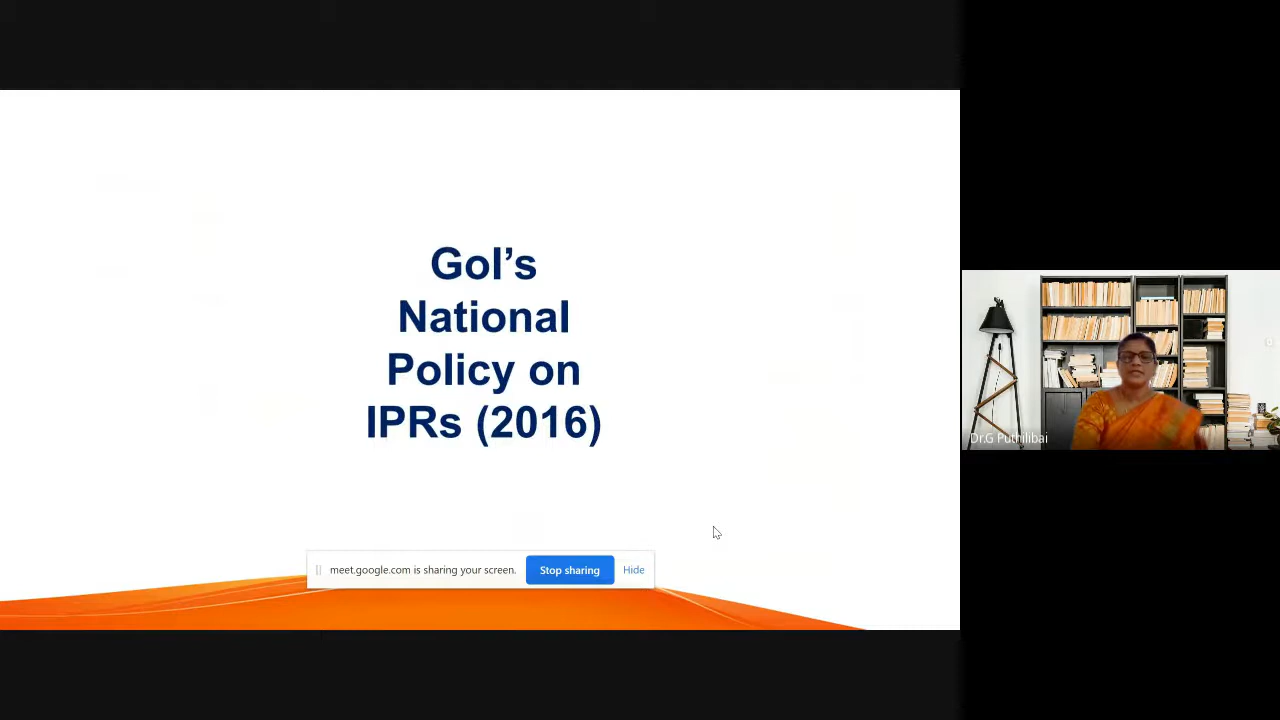 GoI’s
National
Policy on
IPRs (2016)
meet.google.com is sharing your screen. Stop sharing Hide
Dr.G Puthilibai